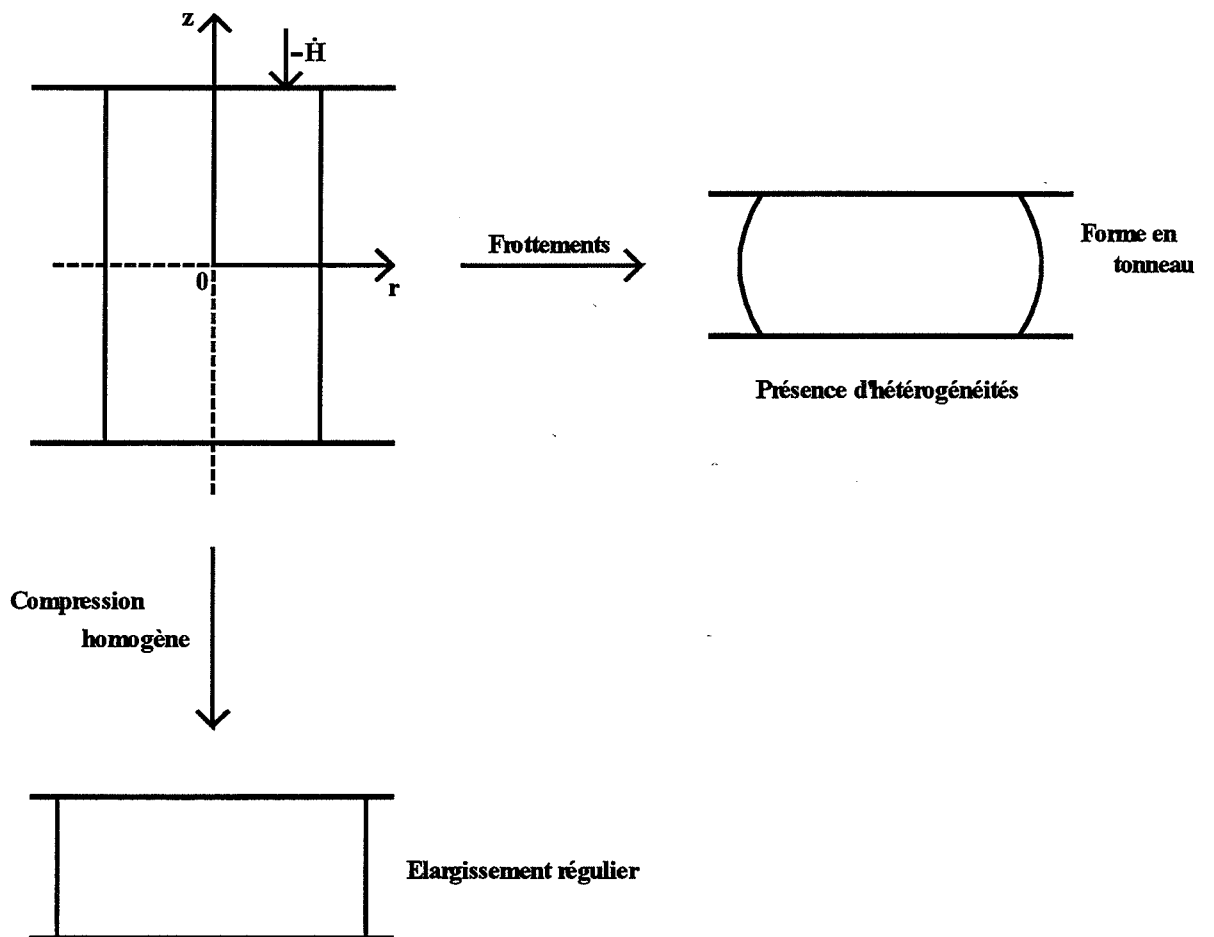 z
-Ḣ
0
r
Frottements
Forme en
tonneau
Présence d'hétérogénéités
Compression
homogène
Elargissement régulier